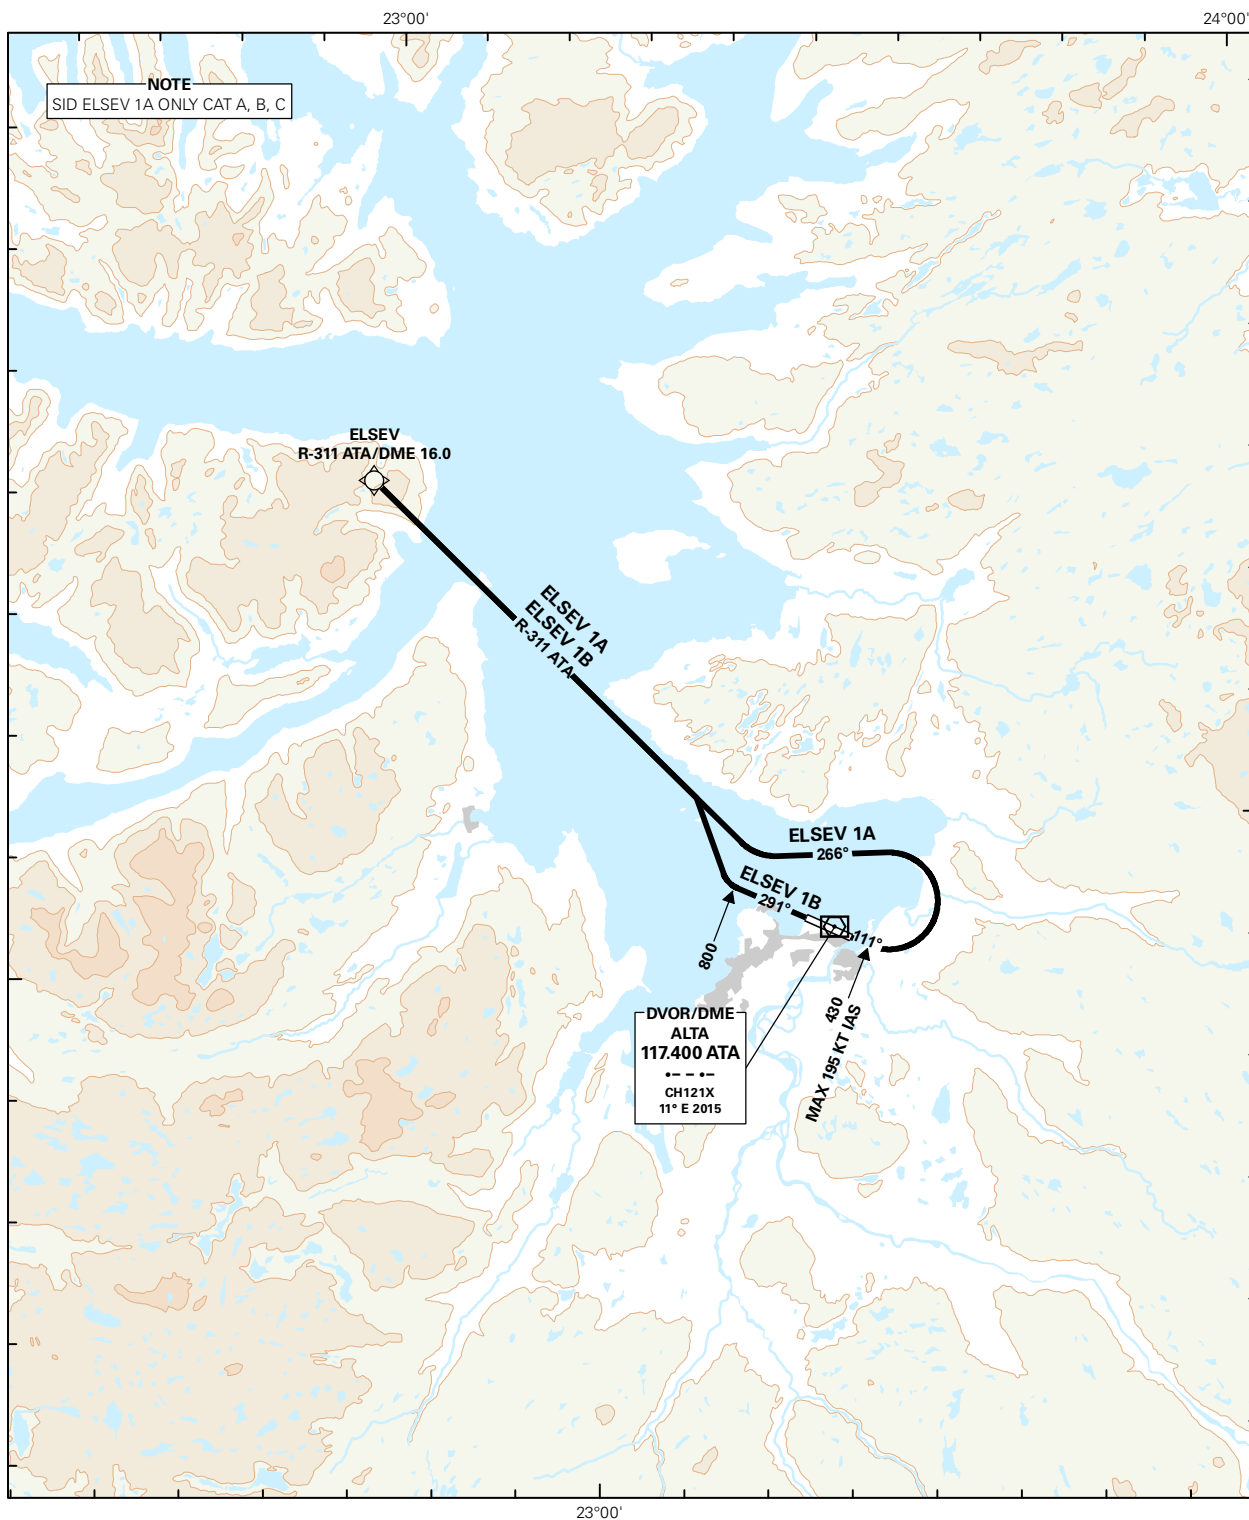 23°00'
24°00'
NOTE
SID ELSEV 1A ONLY CAT A, B, C
ELSEV
R-311 ATA/DME 16.0
ELSEV 1A
ELSEV 1B
R-311 ATA
ELSEV 1A
266°
ELSEV 1B
291°
111°
800
430
MAX 195 KT IAS
DVOR/DME
ALTA
117.400 ATA
CH121X
11° E 2015
23°00'